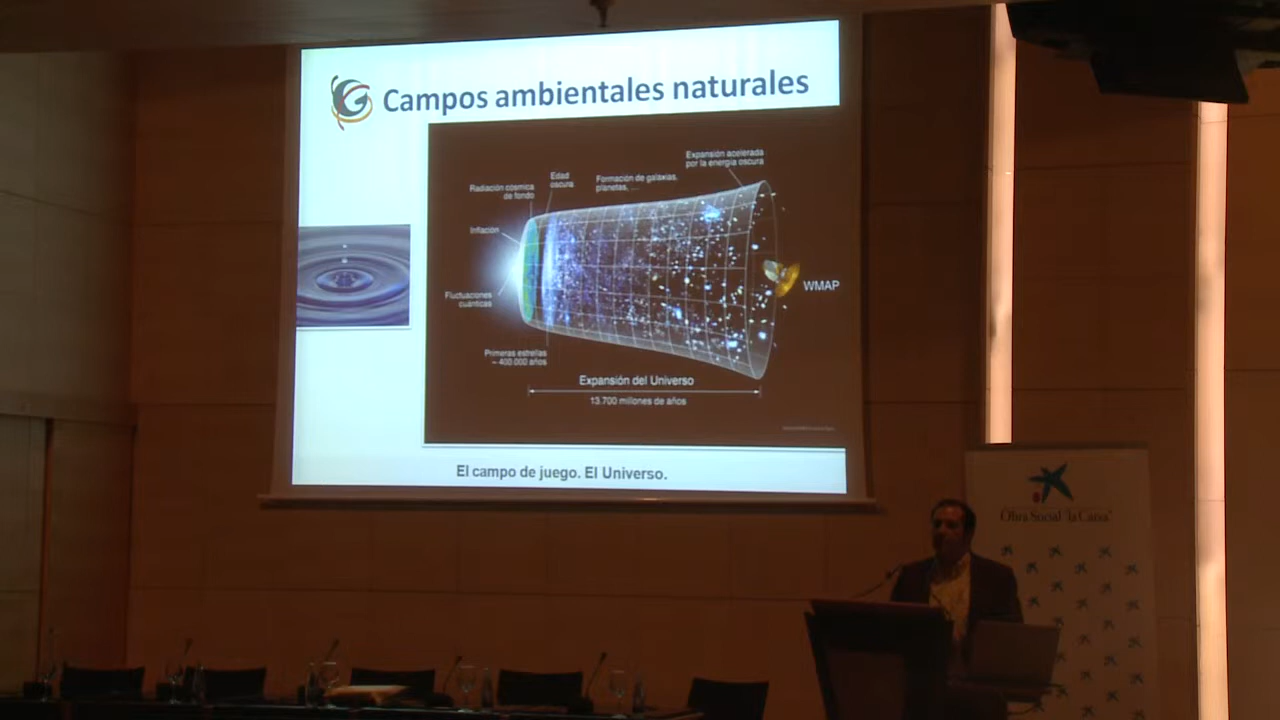 Campos ambientales naturales
Expansión acelerada
por la energía oscura
Edad
oscura
Formación de galaxias,
planetas, ...
Radiación cósmica
de fondo
Inflación
Fluctuaciones
cuánticas
WMAP
Primeras estrellas
~ 400.000 años
Expansión del Universo
13.700 millones de años
El campo de juego. El Universo.
Obra Social "la Caixa"